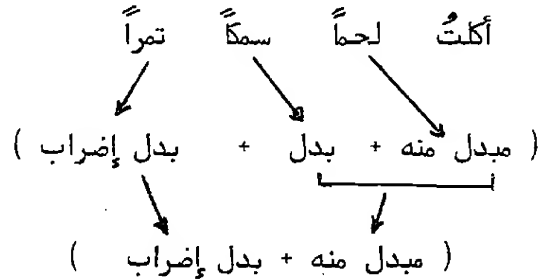 أكلتُ لحماً سمكاً تمراً
( مبدل منه + بدل + بدل إضراب )
( مبدل منه + بدل إضراب )